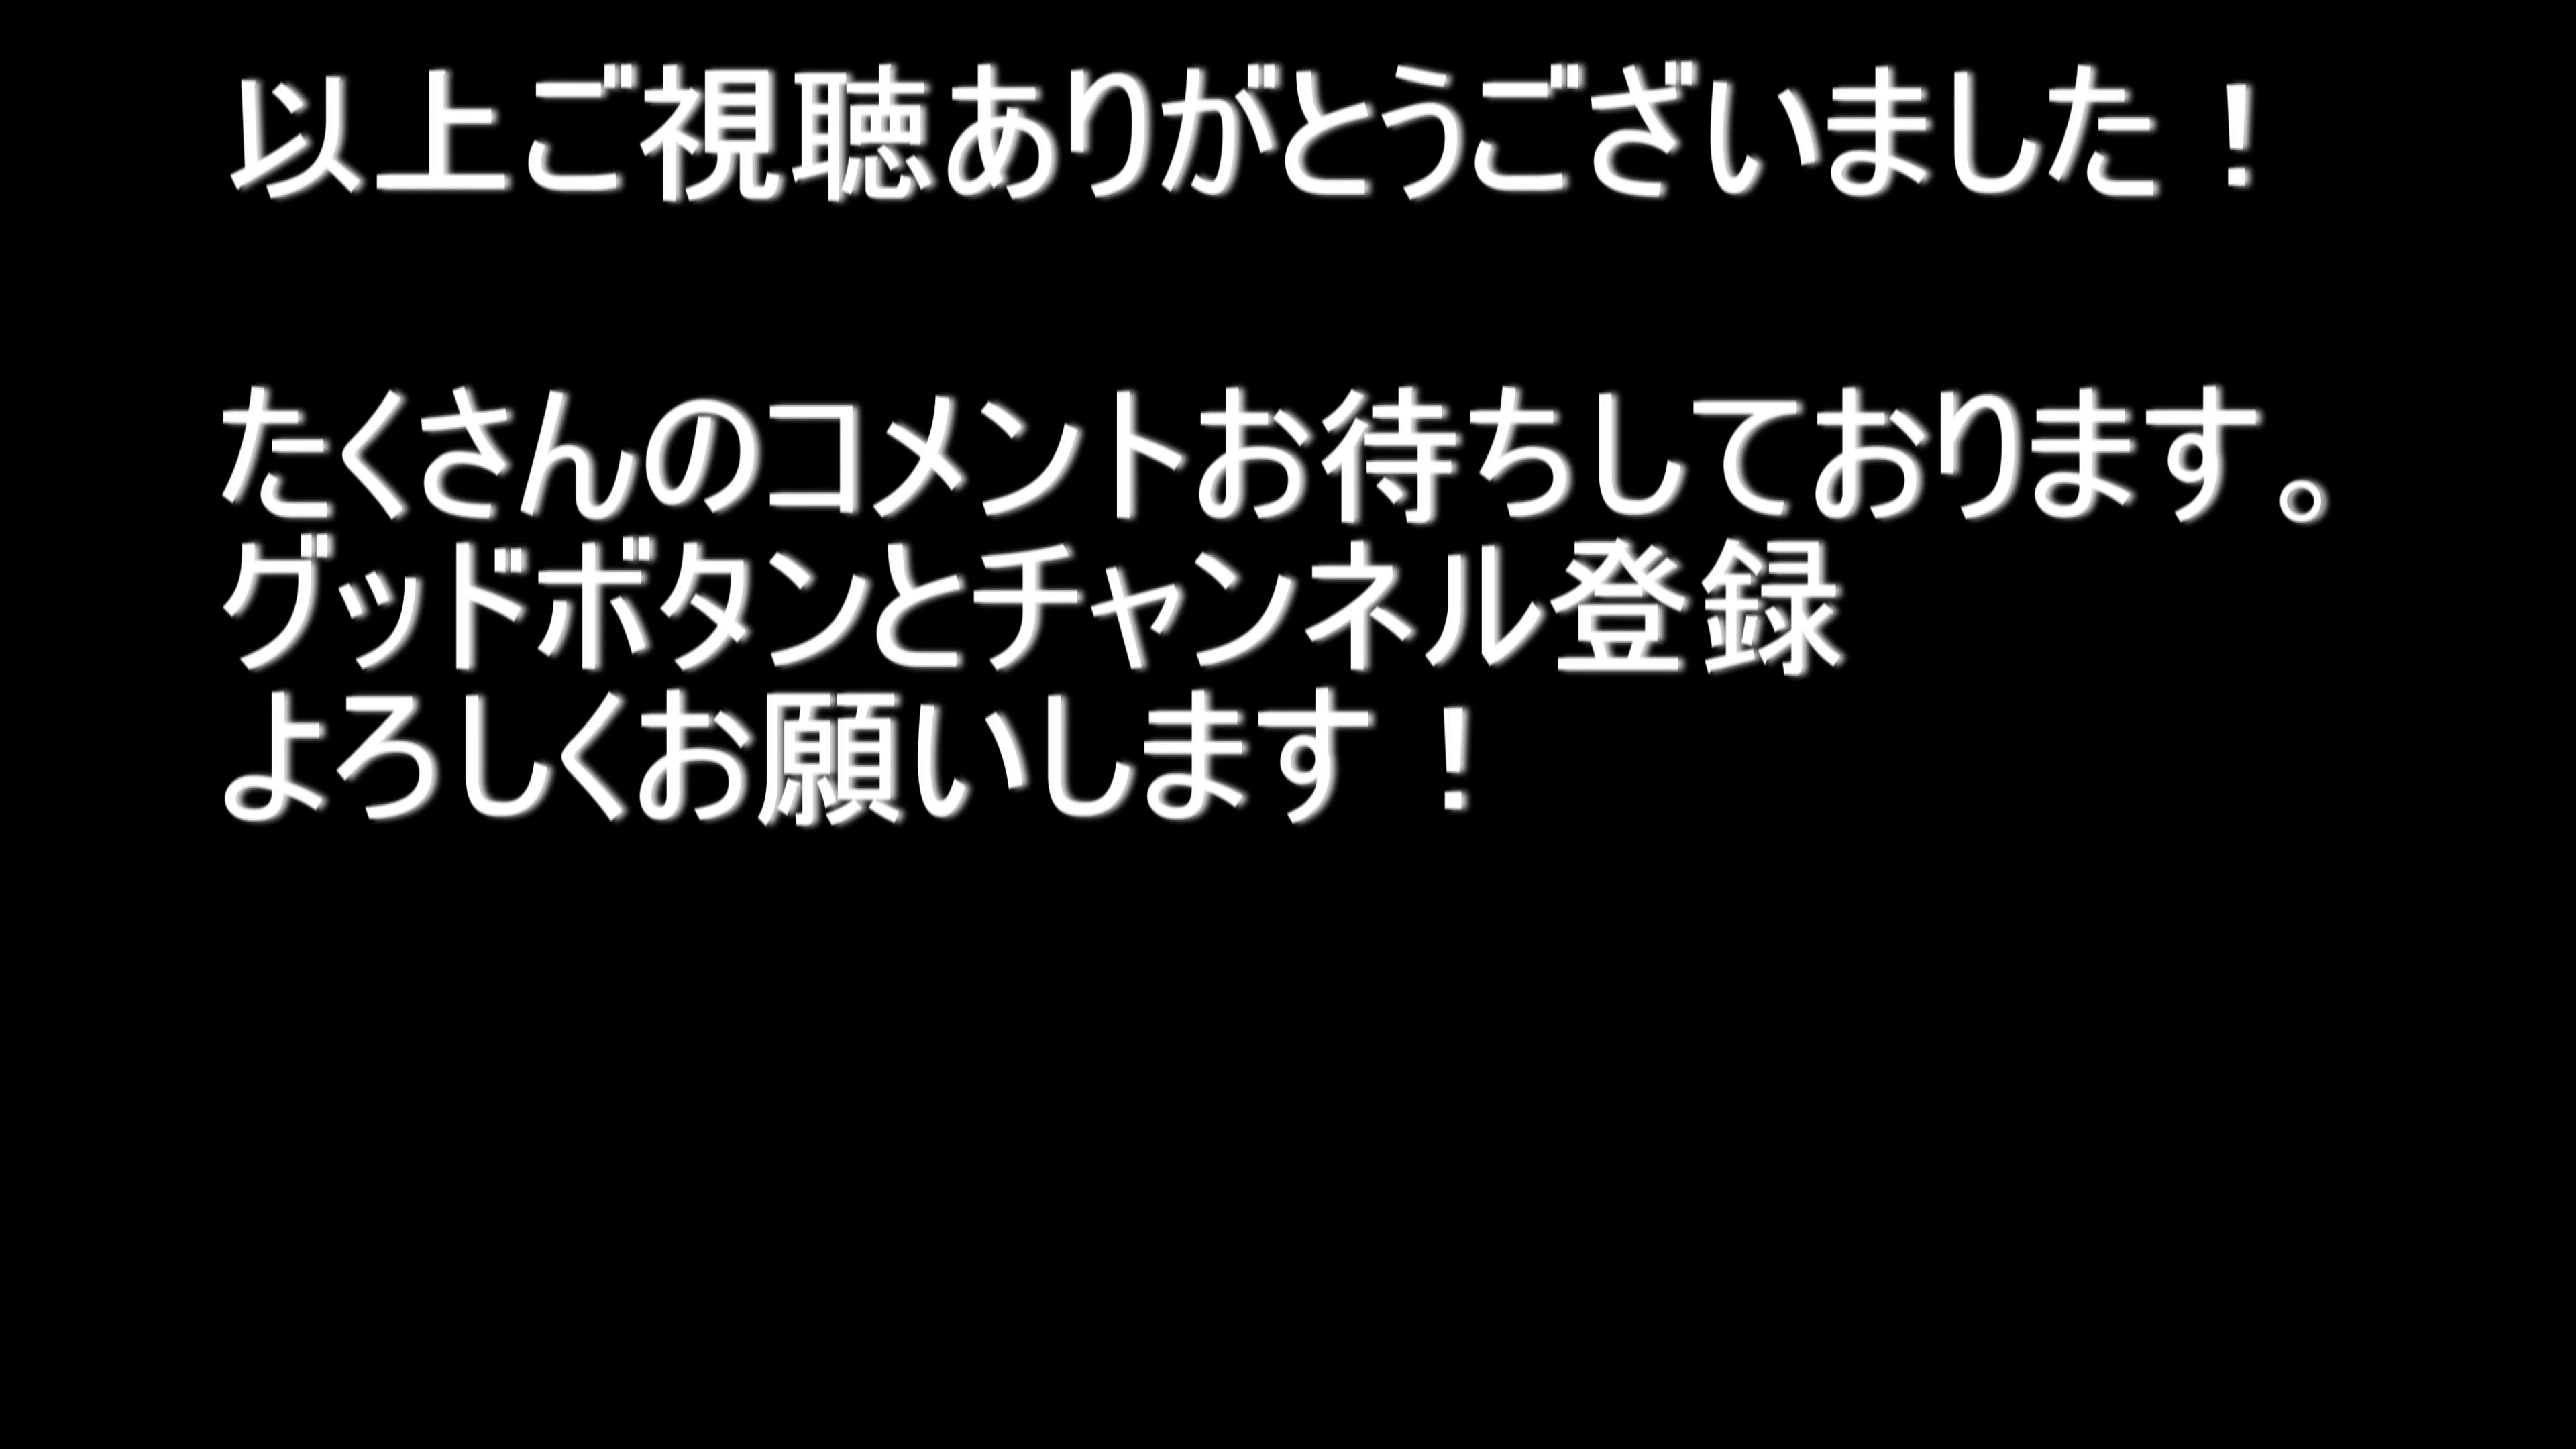 以上ご視聴ありがとうございました！
たくさんのコメントお待ちしております。
グッドボタンとチャンネル登録
よろしくお願いします！